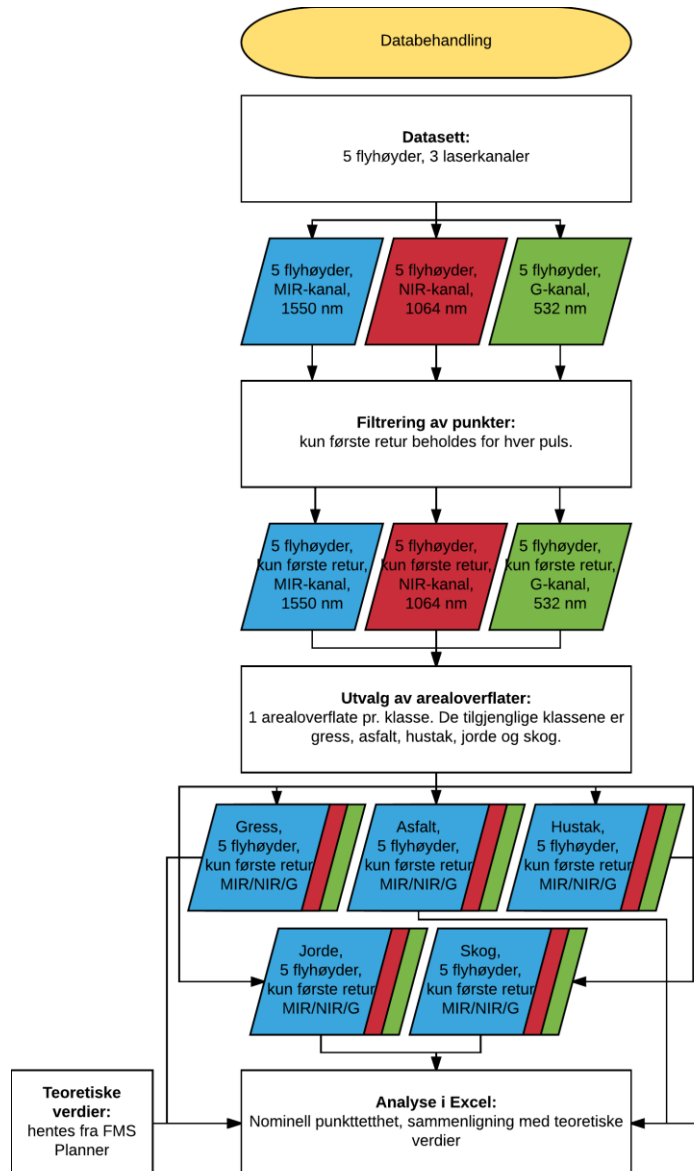 Databehandling
Datasett:
5 flyhøyder, 3 laserkanaler
5 flyhøyder,
MIR-kanal,
1550 nm
5 flyhøyder,
NIR-kanal,
1064 nm
5 flyhøyder,
G-kanal,
532 nm
Filtrering av punkter:
kun første retur beholdes for hver puls.
5 flyhøyder,
kun første retur,
MIR-kanal,
1550 nm
5 flyhøyder,
kun første retur,
NIR-kanal,
1064 nm
5 flyhøyder,
kun første retur,
G-kanal,
532 nm
Utvalg av arealoverflater:
1 arealoverflate pr. klasse. De tilgjenglige klassene er
gress, asfalt, hustak, jorde og skog.
Gress,
5 flyhøyder,
kun første retur
MIR/NIR/G
Asfalt,
5 flyhøyder,
kun første retur
MIR/NIR/G
Hustak,
5 flyhøyder,
kun første retur
MIR/NIR/G
Jorde,
5 flyhøyder,
kun første retur
MIR/NIR/G
Skog,
5 flyhøyder,
kun første retur
MIR/NIR/G
Teoretiske
verdier:
hentes fra FMS
Planner
Analyse i Excel:
Nominell punkttetthet, sammenligning med teoretiske
verdier